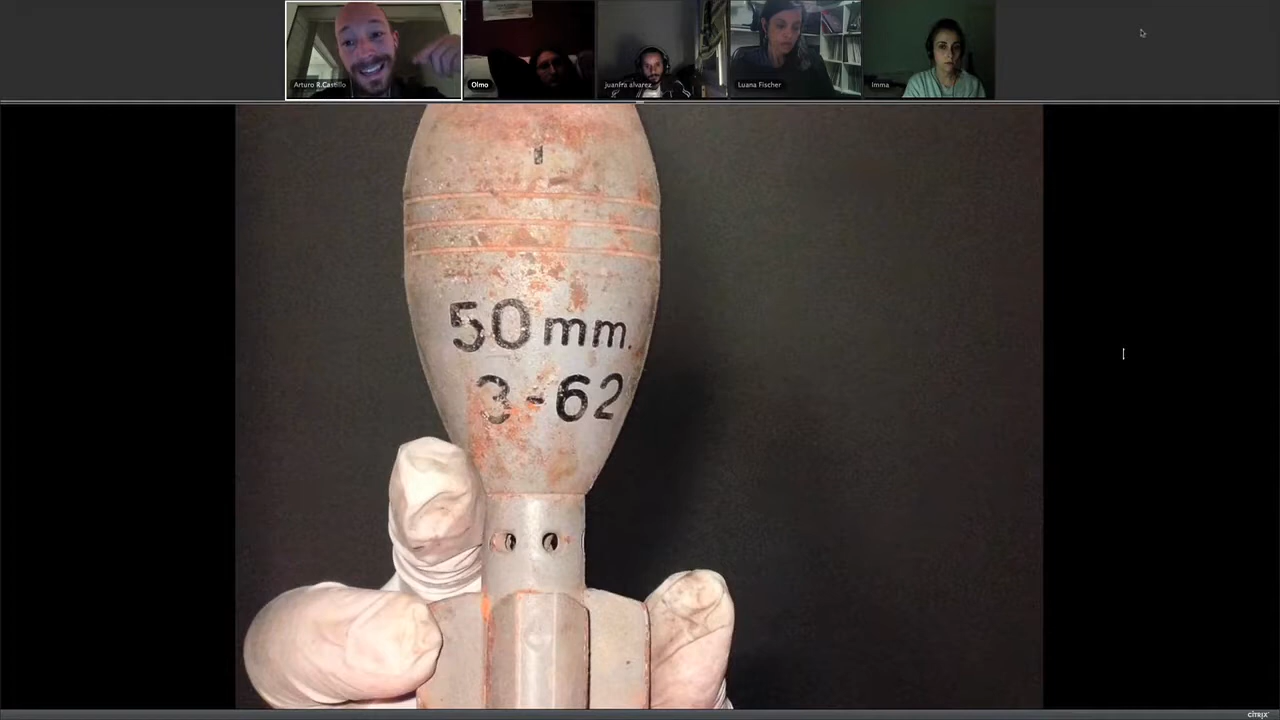 Arturo R.Castillo
Olmo
juanfra alvarez
Luana Fischer
Imma
50 mm.
3-62
CITRIX